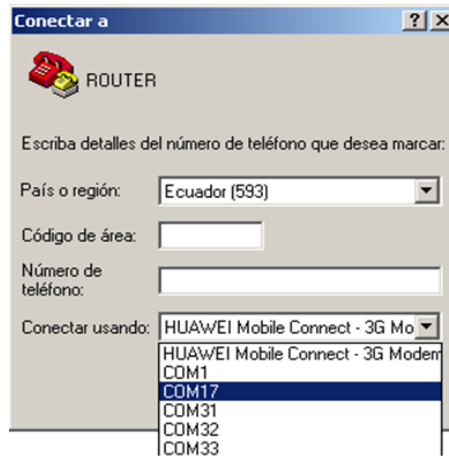 Conectar a
ROUTER
Escriba detalles del número de teléfono que desea marcar:
País o región: Ecuador (593)
Código de área:
Número de
teléfono:
Conectar usando: HUAWEI Mobile Connect - 3G Mo
HUAWEI Mobile Connect - 3G Modem
COM1
COM17
COM31
COM32
COM33